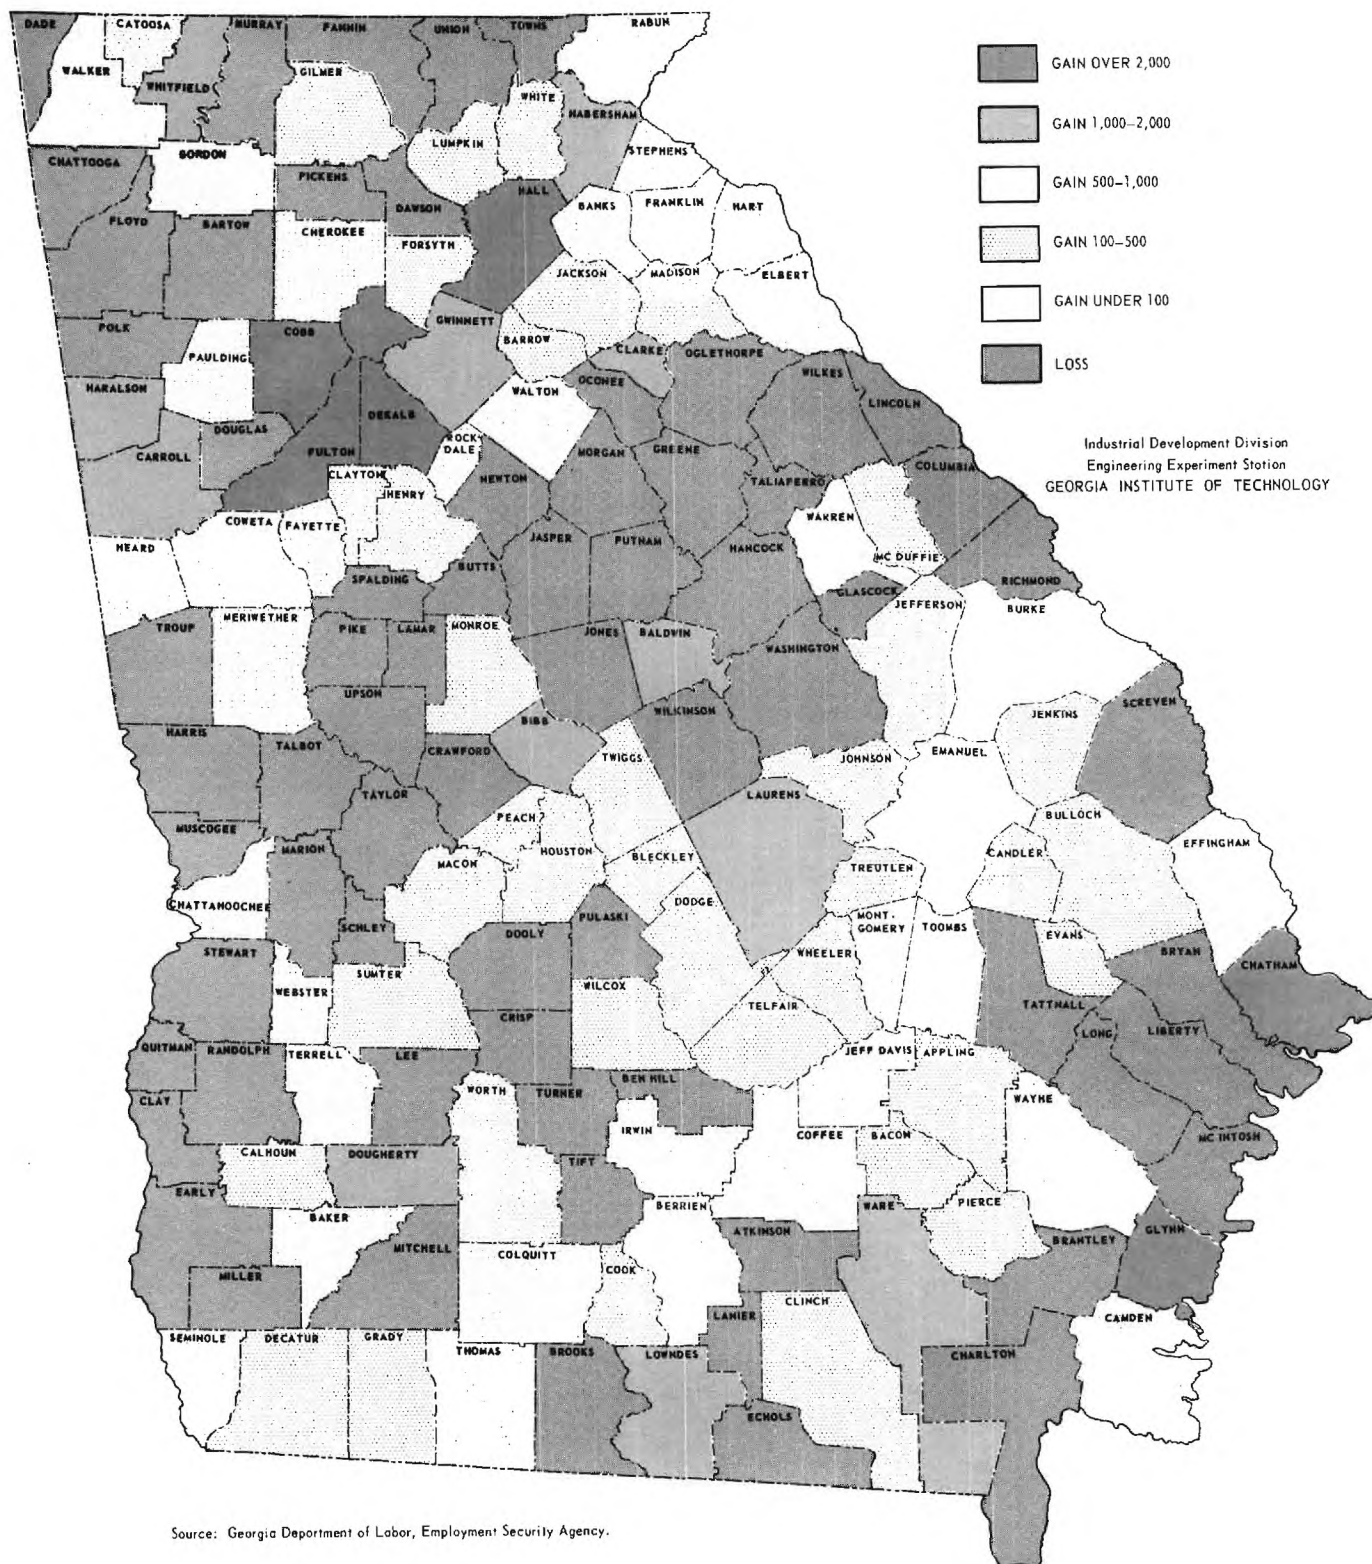 DADE
CATOOSA
MURRAY
FANNIN
UNION
TOWNS
RABUN
WALKER
WHITFIELD
GILMER
WHITE
HABERSHAM
LUMPKIN
STEPHENS
CHATTOOGA
GORDON
PICKENS
DAWSON
HALL
BANKS
FRANKLIN
HART
FLOYD
BARTOW
CHEROKEE
FORSYTH
JACKSON
MADISON
ELBERT
POLK
PAULDING
COBB
GWINNETT
BARROW
CLARKE
OGLETHORPE
HARALSON
OCONEE
WILKES
LINCOLN
WALTON
DEKALB
DOUGLAS
CARROLL
FULTON
ROCK
DALE
MORGAN
GREENE
COLUMBIA
CLAYTON
HENRY
NEWTON
TALIAFERRO
WARREN
MC DUFFIE
COWETA
FAYETTE
HEARD
JASPER
PUTNAM
HANCOCK
SPALDING
BUTTS
GLASCOCK
JEFFERSON
RICHMOND
BURKE
TROUP
MERIWETHER
PIKE
LAMAR
MONROE
JONES
BALDWIN
WASHINGTON
UPSON
WILKINSON
BIBB
JENKINS
SCREVEN
HARRIS
TALBOT
CRAWFORD
TWIGGS
JOHNSON
EMANUEL
TAYLOR
LAURENS
PEACH
BULLOCH
MUSCOGEE
MARION
MACON
HOUSTON
BLECKLEY
TREUTLEN
CANDLER
EFFINGHAM
CHATTAHOOCHEE
SCHLEY
DOOLY
PULASKI
DODGE
MONT-
GOMERY
TOOMBS
EVANS
STEWART
WEBSTER
SUMTER
WILCOX
WHEELER
BRYAN
CHATHAM
TELFAIR
TATTNALL
CRISP
LONG
LIBERTY
QUITMAN
RANDOLPH
TERRELL
LEE
JEFF DAVIS
APPLING
CLAY
WORTH
TURNER
BEN HILL
WAYNE
IRWIN
COFFEE
BACON
MC INTOSH
CALHOUN
DOUGHERTY
TIFT
EARLY
BAKER
BERRIEN
WARE
PIERCE
MITCHELL
COLQUITT
ATKINSON
BRANTLEY
GLYNN
MILLER
COOK
CLINCH
LANIER
CAMDEN
SEMINOLE
DECATUR
GRADY
THOMAS
BROOKS
LOWNDES
CHARLTON
ECHOLS
GAIN OVER 2,000
GAIN 1,000–2,000
GAIN 500–1,000
GAIN 100–500
GAIN UNDER 100
LOSS
Industrial Development Division
Engineering Experiment Station
GEORGIA INSTITUTE OF TECHNOLOGY
Source: Georgia Department of Labor, Employment Security Agency.